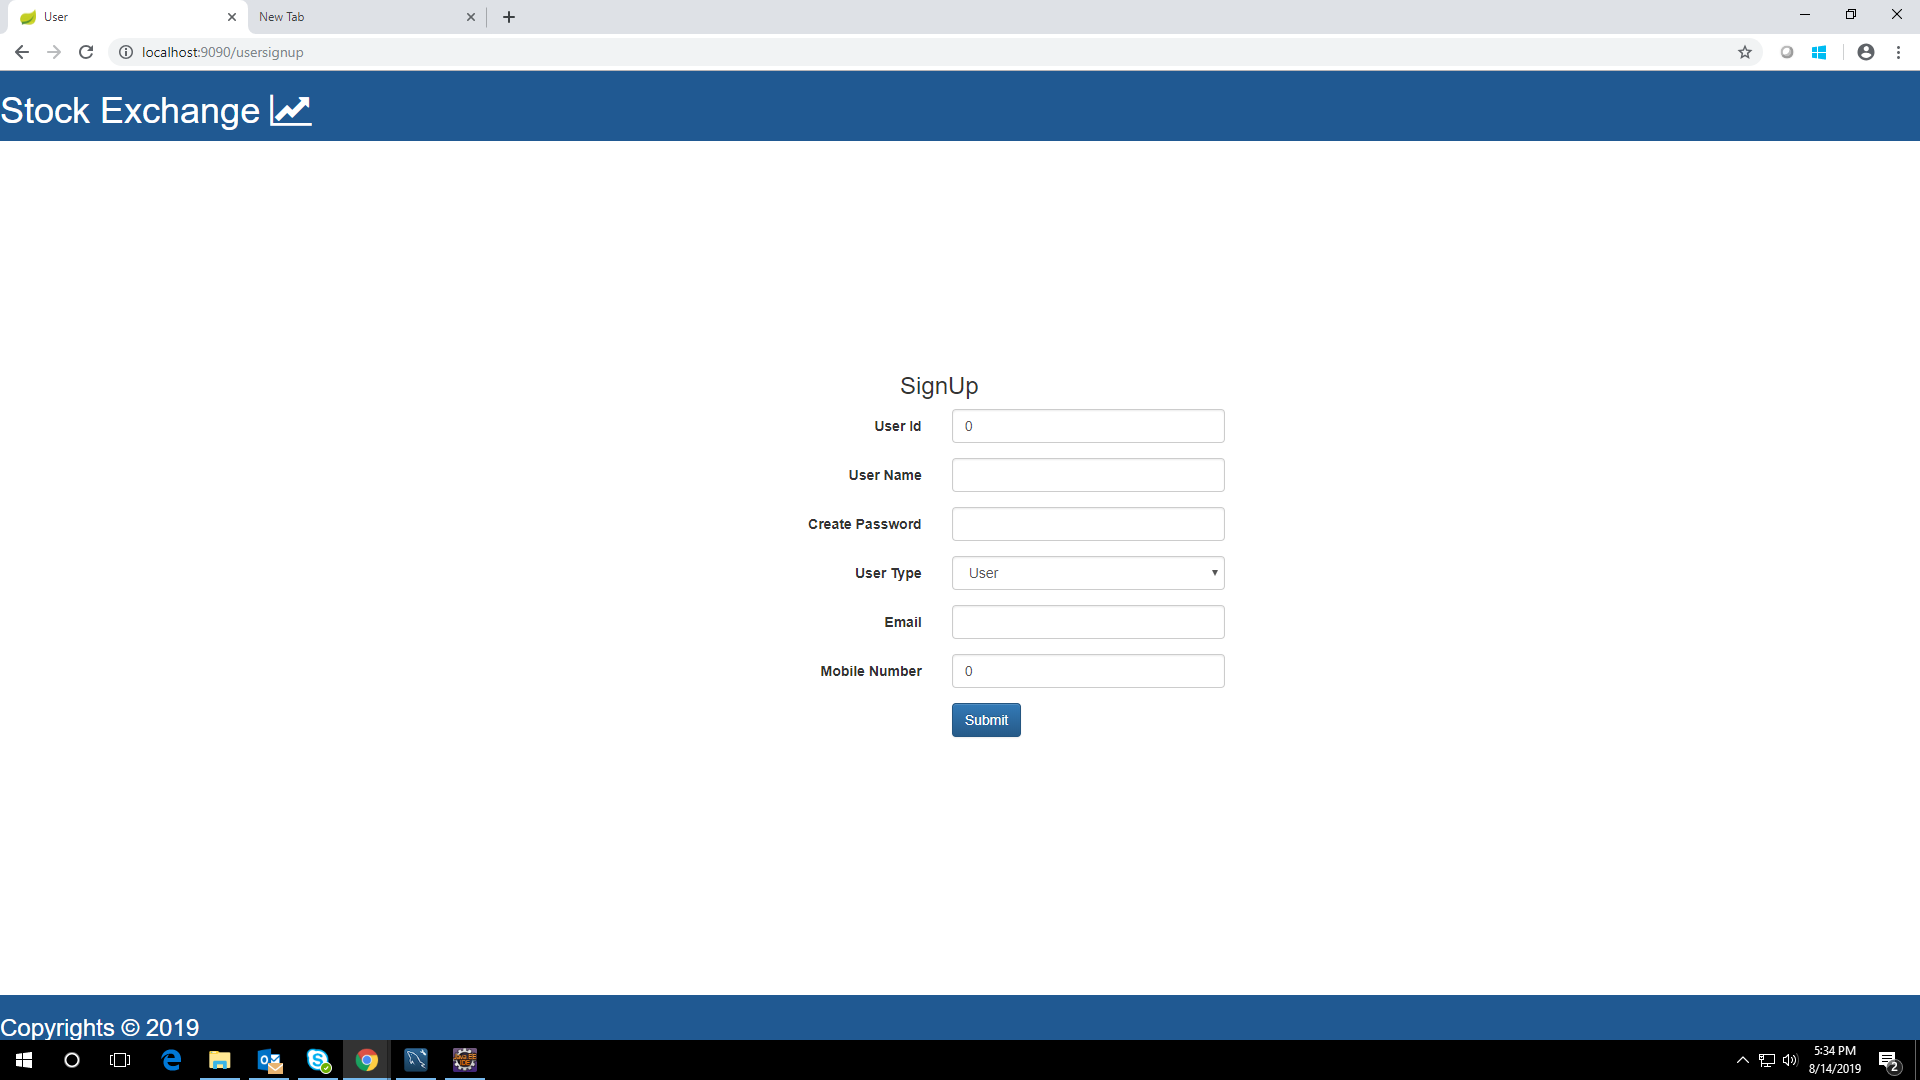 User
New Tab
localhost:9090/usersignup
Stock Exchange
SignUp
User Id 0
User Name
Create Password
User Type User
Email
Mobile Number 0
Submit
Copyrights © 2019
5:34 PM
8/14/2019
2